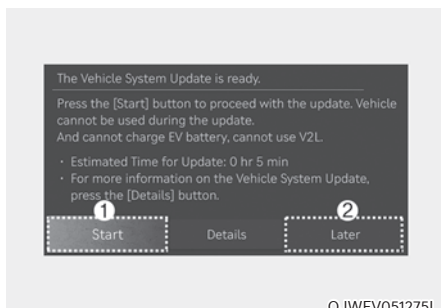 The Vehicle System Update is ready.
Press the [Start] button to proceed with the update. Vehicle
cannot be used during the update.
And cannot charge EV battery, cannot use V2L.
· Estimated Time for Update: 0 hr 5 min
· For more information on the Vehicle System Update,
press the [Details] button.
1 2
Start Details Later
OJWEV051275L